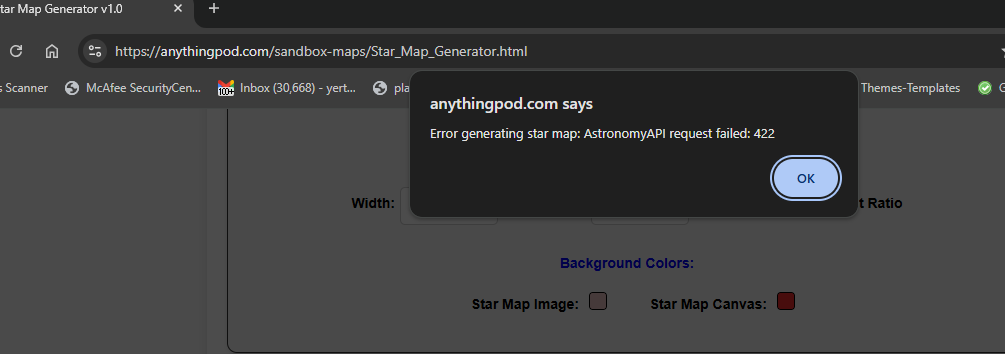 tar Map Generator v1.0
https://anythingpod.com/sandbox-maps/Star_Map_Generator.html
s Scanner McAfee SecurityCen... 100+ Inbox (30,668) - yert... pla Themes-Templates G
anythingpod.com says
Error generating star map: AstronomyAPI request failed: 422
OK
Width: t Ratio
Background Colors:
Star Map Image: Star Map Canvas: